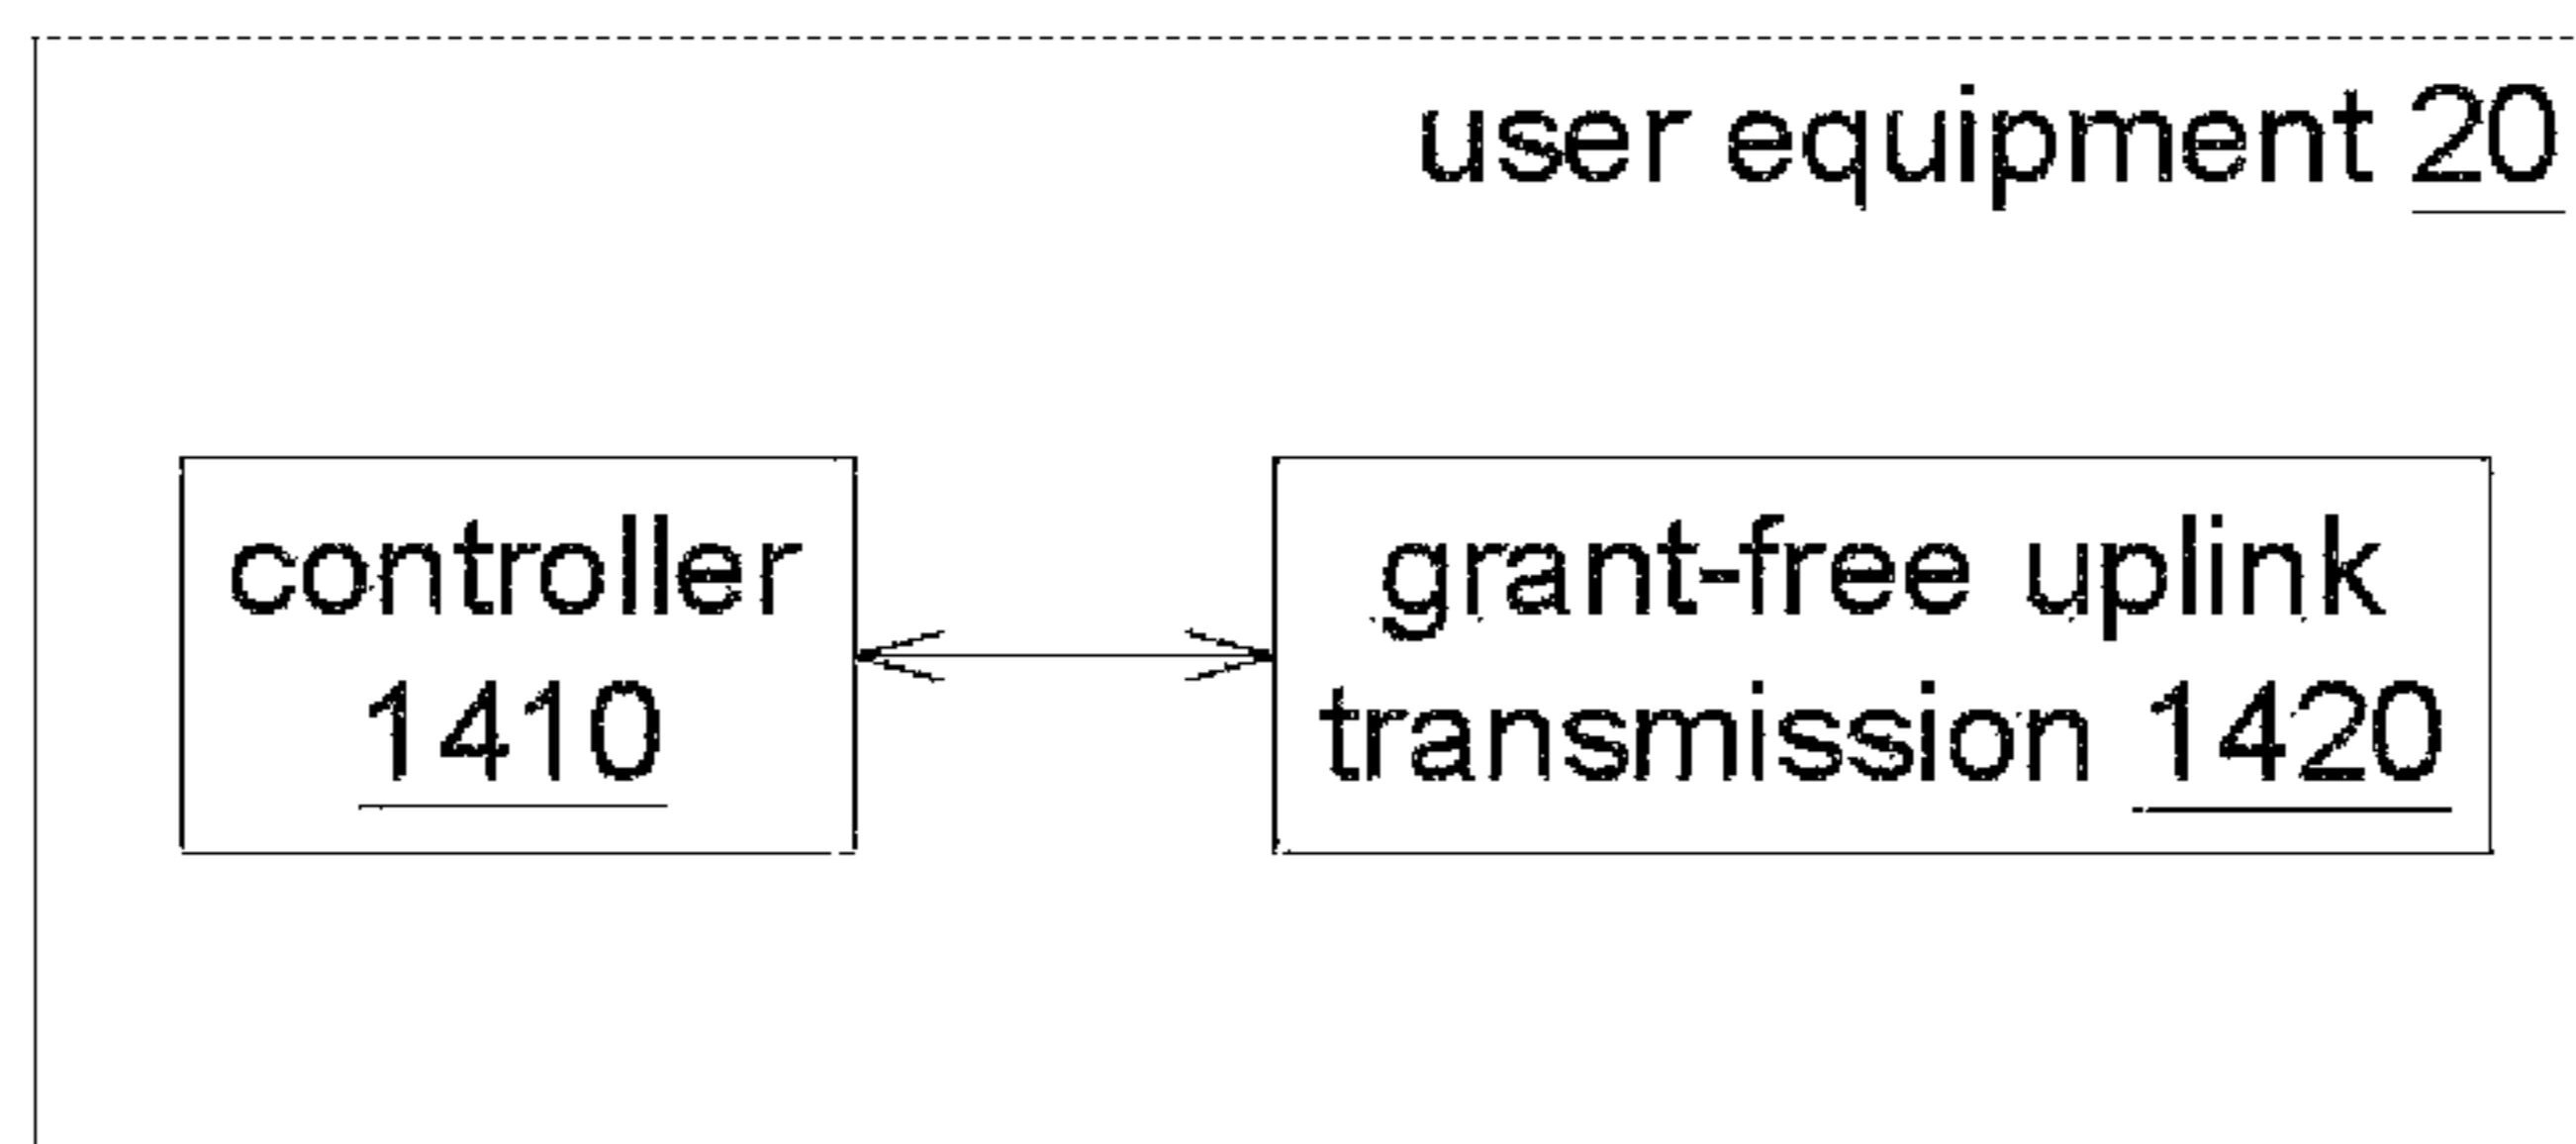 user equipment 20
controller
1410
grant-free uplink
transmission 1420